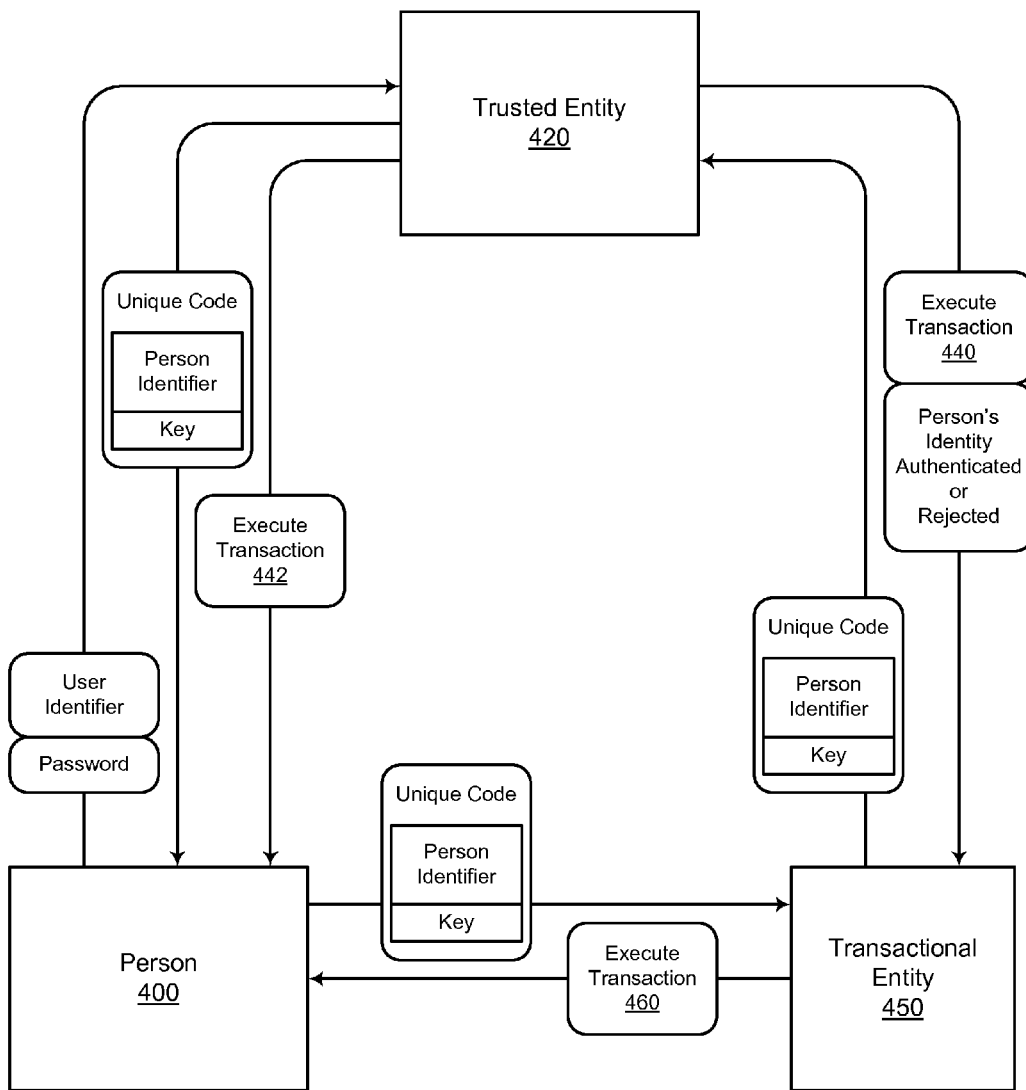 Trusted Entity
420
Unique Code
Person
Identifier
Key
Execute
Transaction
440
Person's
Identity
Authenticated
or
Rejected
Execute
Transaction
442
Unique Code
Person
Identifier
Key
User
Identifier
Password
Unique Code
Person
Identifier
Key
Execute
Transaction
460
Person
400
Transactional
Entity
450